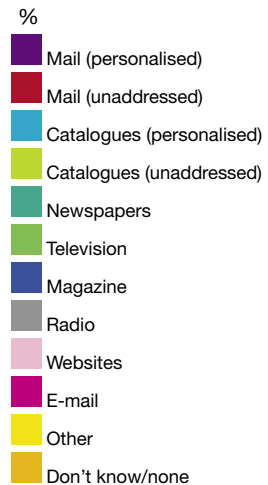 %
Mail (personalised)
Mail (unaddressed)
Catalogues (personalised)
Catalogues (unaddressed)
Newspapers
Television
Magazine
Radio
Websites
E-mail
Other
Don't know/none